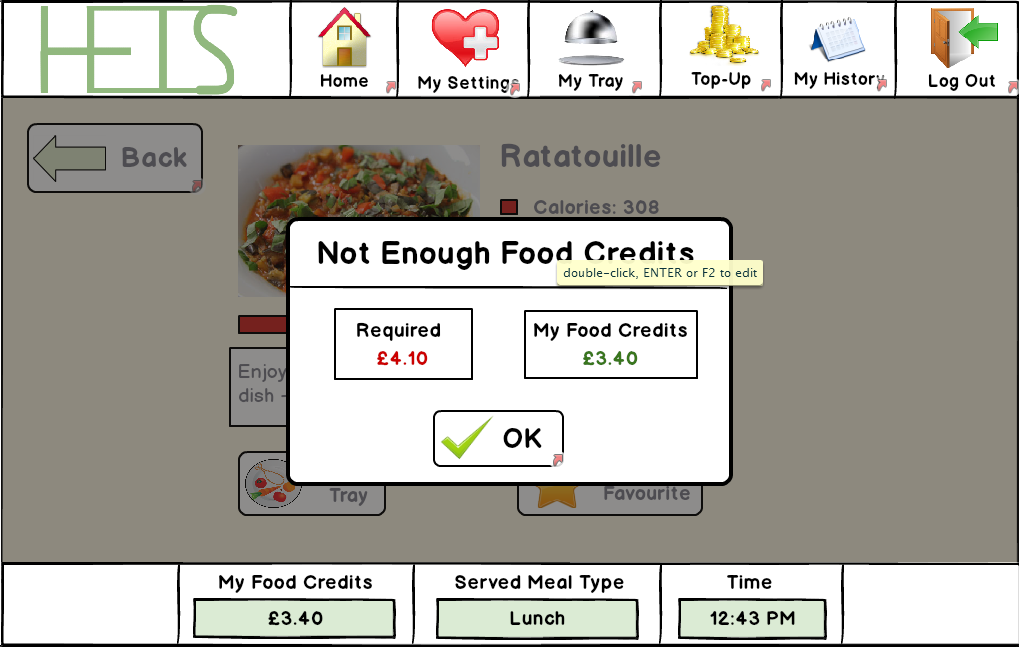 HETS
Home
My Settings
My Tray
Top-Up
My History
Log Out
Back
Ratatouille
Calories: 308
Not Enough Food Credits
double-click, ENTER or F2 to edit
Required
£4.10
My Food Credits
£3.40
Enjoy
dish -
OK
Tray
Favourite
My Food Credits
£3.40
Served Meal Type
Lunch
Time
12:43 PM